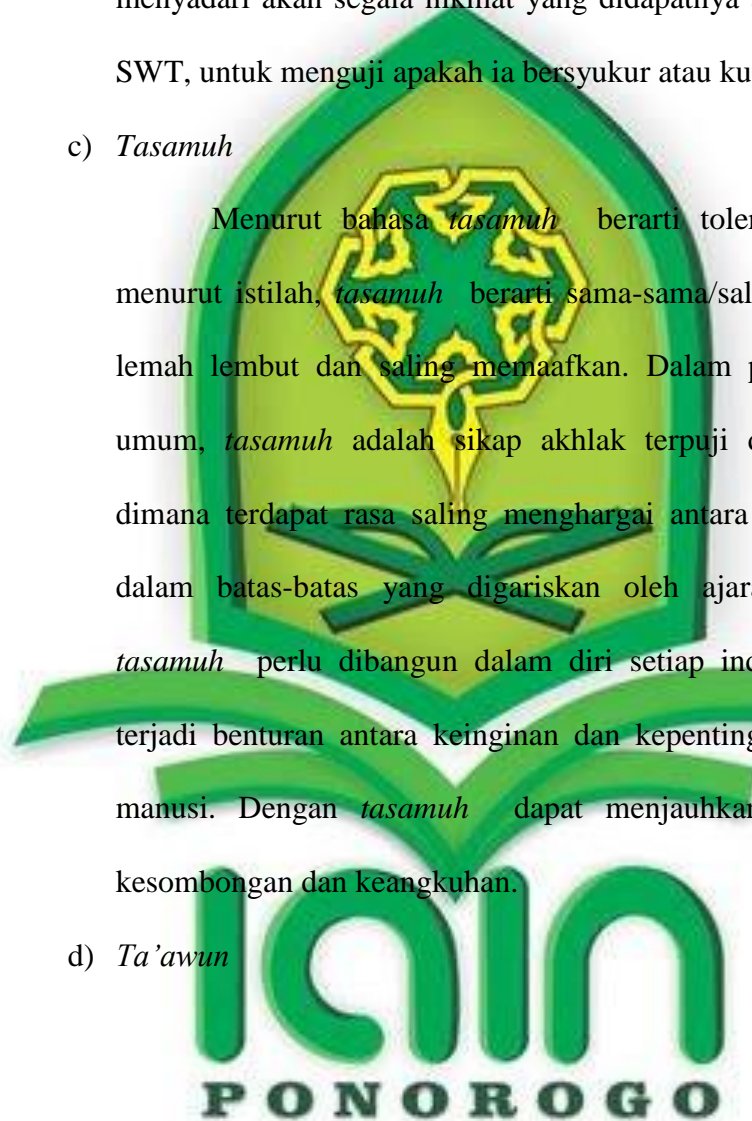 menyadari akan segala nikmat yang didapatnya
SWT, untuk menguji apakah ia bersyukur atau ku
c) Tasamuh
Menurut bahasa tasamuh berarti toler
menurut istilah, tasamuh berarti sama-sama/sal
lemah lembut dan saling memaafkan. Dalam p
umum, tasamuh adalah sikap akhlak terpuji
dimana terdapat rasa saling menghargai antara
dalam batas-batas yang digariskan oleh ajar
tasamuh perlu dibangun dalam diri setiap ind
terjadi benturan antara keinginan dan kepenting
manusi. Dengan tasamuh dapat menjauhkan
kesombongan dan keangkuhan.
d) Ta’awun
iain
PONOROGO